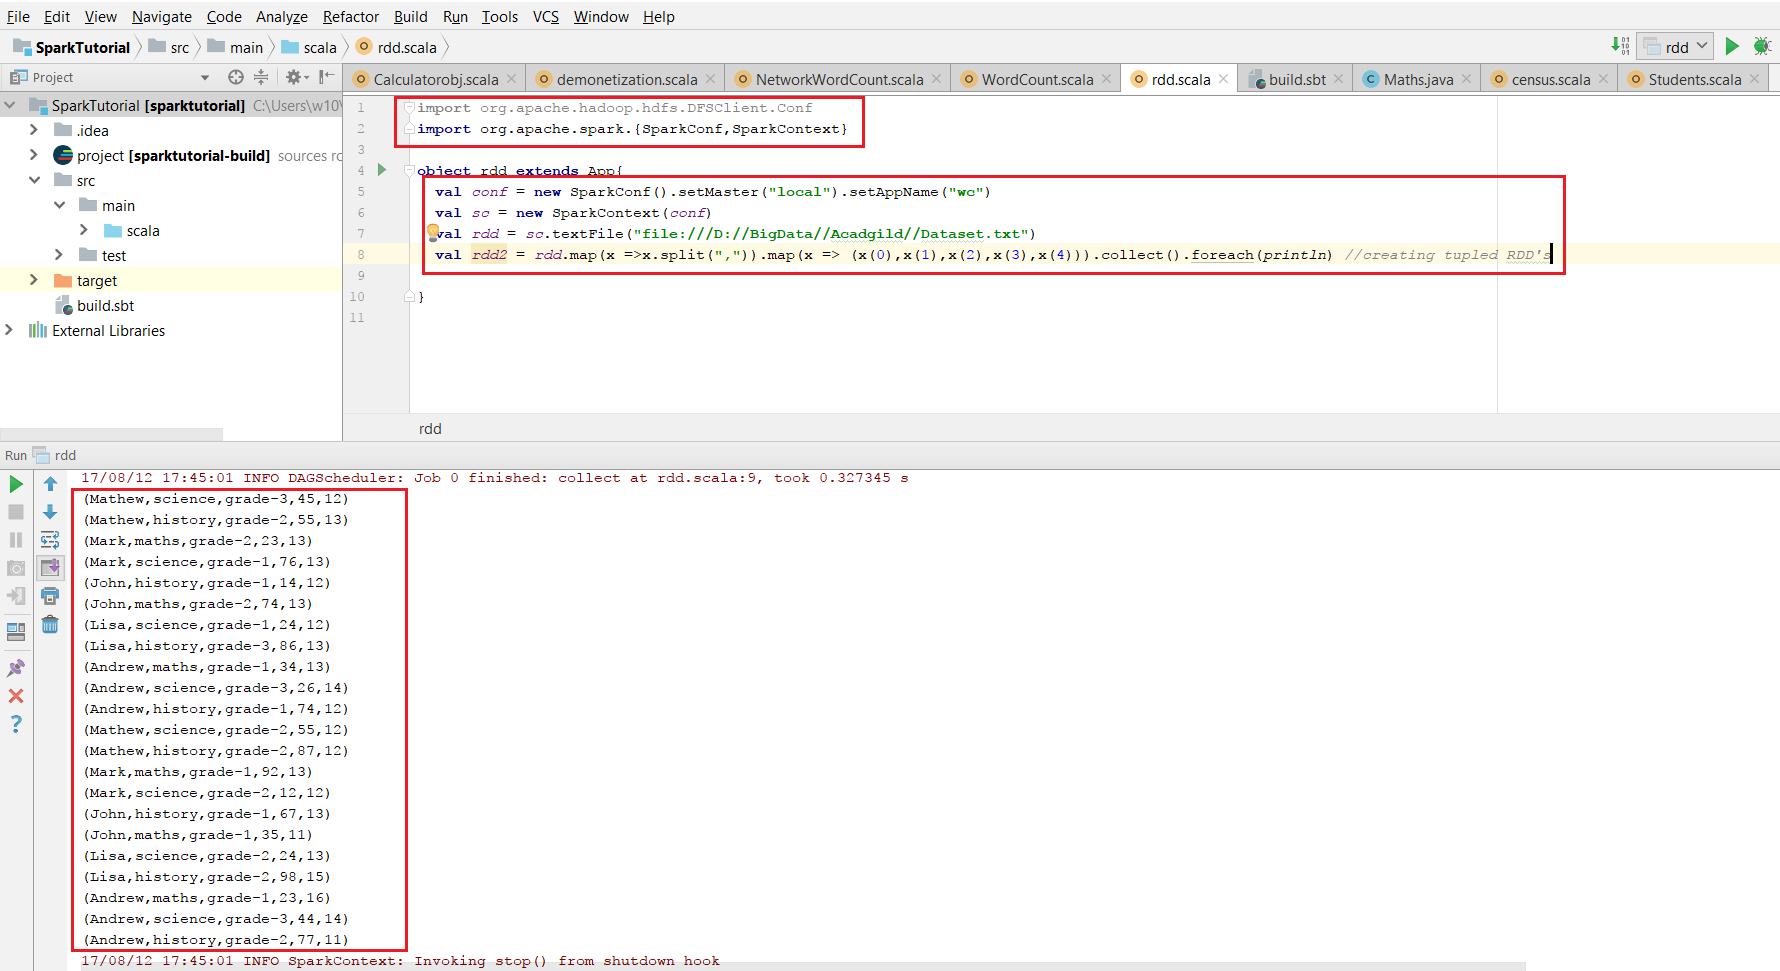 File Edit View Navigate Code Analyze Refactor Build Run Tools VCS Window Help
SparkTutorial src main scala rdd.scala
rdd
Project
Calculatorobj.scala demonetization.scala NetworkWordCount.scala WordCount.scala rdd.scala build.sbt Maths.java census.scala Students.scala
SparkTutorial [sparktutorial] C:\Users\w10\
.idea
project [sparktutorial-build] sources ro
src
main
scala
test
target
build.sbt
External Libraries
1 import org.apache.hadoop.hdfs.DFSClient.Conf
2 import org.apache.spark.{SparkConf,SparkContext}
3
4 object rdd extends App{
5 val conf = new SparkConf().setMaster("local").setAppName("wc")
6 val sc = new SparkContext(conf)
7 val rdd = sc.textFile("file:///D://BigData//Acadgild//Dataset.txt")
8 val rdd2 = rdd.map(x =>x.split(",")).map(x => (x(0),x(1),x(2),x(3),x(4))).collect().foreach(println) //creating tupled RDD's
9
10 }
11
rdd
Run rdd
17/08/12 17:45:01 INFO DAGScheduler: Job 0 finished: collect at rdd.scala:9, took 0.327345 s
(Mathew,science,grade-3,45,12)
(Mathew,history,grade-2,55,13)
(Mark,maths,grade-2,23,13)
(Mark,science,grade-1,76,13)
(John,history,grade-1,14,12)
(John,maths,grade-2,74,13)
(Lisa,science,grade-1,24,12)
(Lisa,history,grade-3,86,13)
(Andrew,maths,grade-1,34,13)
(Andrew,science,grade-3,26,14)
(Andrew,history,grade-1,74,12)
(Mathew,science,grade-2,55,12)
(Mathew,history,grade-2,87,12)
(Mark,maths,grade-1,92,13)
(Mark,science,grade-2,12,12)
(John,history,grade-1,67,13)
(John,maths,grade-1,35,11)
(Lisa,science,grade-2,24,13)
(Lisa,history,grade-2,98,15)
(Andrew,maths,grade-1,23,16)
(Andrew,science,grade-3,44,14)
(Andrew,history,grade-2,77,11)
17/08/12 17:45:01 INFO SparkContext: Invoking stop() from shutdown hook